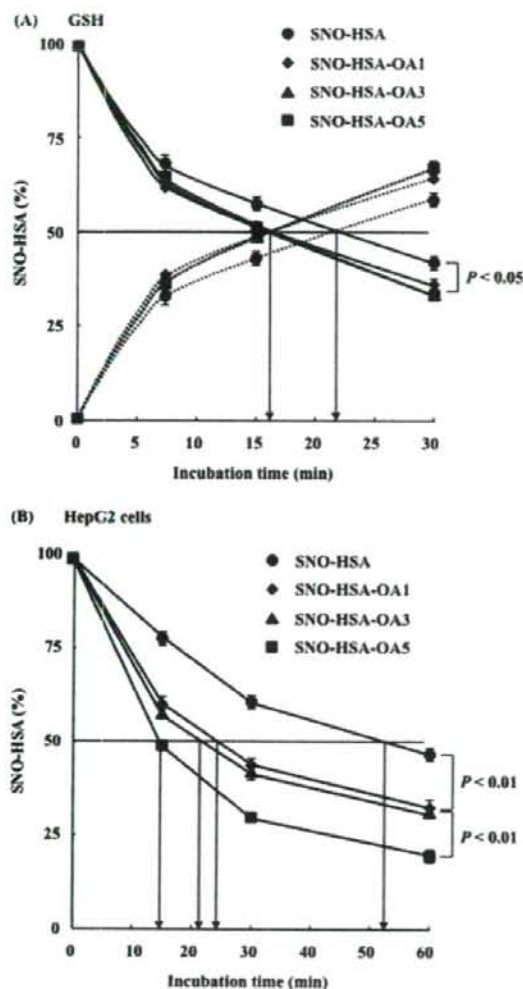 (A) GSH
SNO-HSA
SNO-HSA-OA1
SNO-HSA-OA3
SNO-HSA-OA5
SNO-HSA (%)
100
75
50
25
0
P < 0.05
0 5 10 15 20 25 30
Incubation time (min)
(B) HepG2 cells
SNO-HSA
SNO-HSA-OA1
SNO-HSA-OA3
SNO-HSA-OA5
SNO-HSA (%)
100
75
50
25
0
P < 0.01
P < 0.01
0 10 20 30 40 50 60
Incubation time (min)